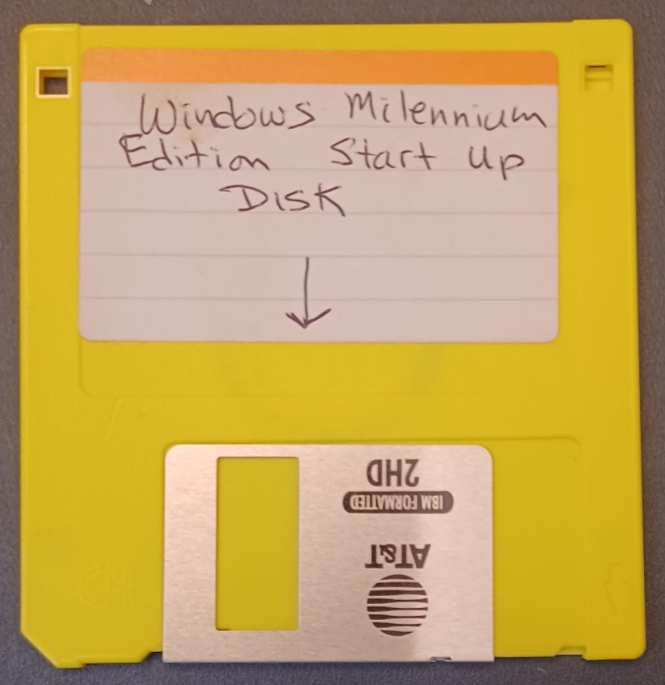 Windows Milennium
Edition Start Up
Disk
2HD
IBM FORMATTED
AT&T